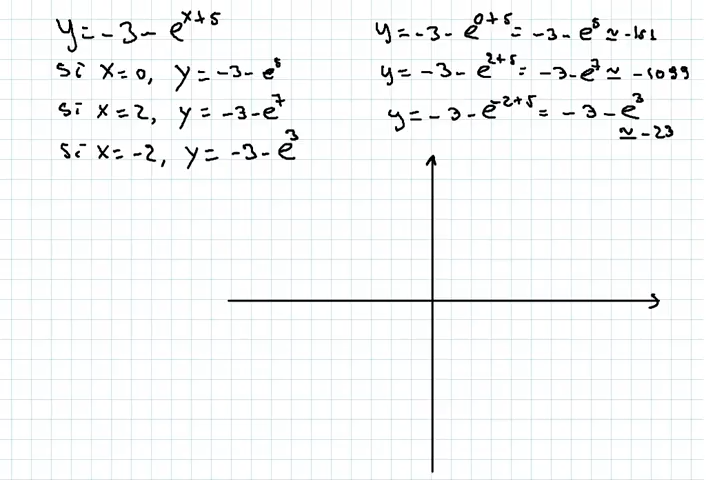 y = -3 - e^{x+5}
si x = 0, y = -3 - e^5
si x = 2, y = -3 - e^7
si x = -2, y = -3 - e^3
y = -3 - e^{0+5} = -3 - e^5 ≃ -151
y = -3 - e^{2+5} = -3 - e^7 ≃ -1099
y = -3 - e^{-2+5} = -3 - e^3
≃ -23